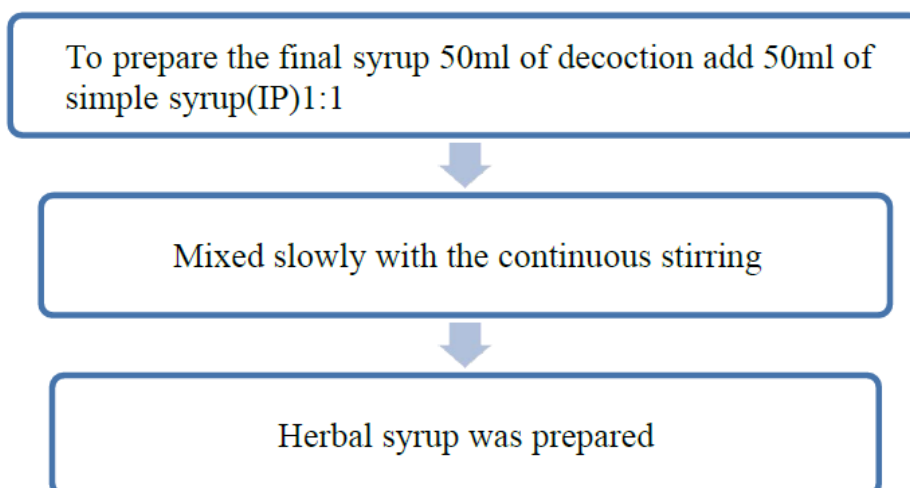 To prepare the final syrup 50ml of decoction add 50ml of
simple syrup(IP)1:1
Mixed slowly with the continuous stirring
Herbal syrup was prepared